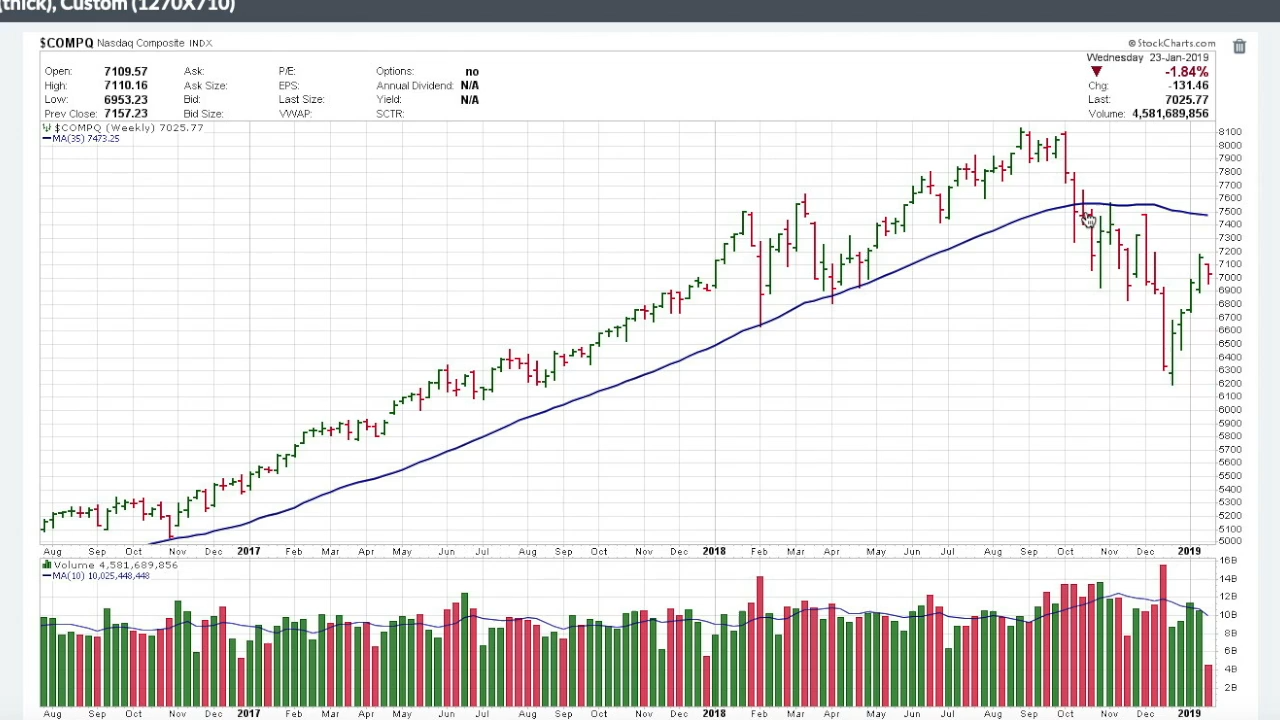 (thick), Custom (1270X710)
$COMPQ Nasdaq Composite INDX
© StockCharts.com
Wednesday 23-Jan-2019
Open: 7109.57 Ask: P/E: Options: no ▼ -1.84%
High: 7110.16 Ask Size: EPS: Annual Dividend: N/A Chg: -131.46
Low: 6953.23 Bid: Last Size: Yield: N/A Last: 7025.77
Prev Close: 7157.23 Bid Size: VWAP: SCTR: Volume: 4,581,689,856
$COMPQ (Weekly) 7025.77
MA(35) 7473.25
8100
8000
7900
7800
7700
7600
7500
7400
7300
7200
7100
7000
6900
6800
6700
6600
6500
6400
6300
6200
6100
6000
5900
5800
5700
5600
5500
5400
5300
5200
5100
5000
Aug Sep Oct Nov Dec 2017 Feb Mar Apr May Jun Jul Aug Sep Oct Nov Dec 2018 Feb Mar Apr May Jun Jul Aug Sep Oct Nov Dec 2019
Volume 4,581,689,856
MA(10) 10,025,448,448
16B
14B
12B
10B
8B
6B
4B
2B
Aug Sep Oct Nov Dec 2017 Feb Mar Apr May Jun Jul Aug Sep Oct Nov Dec 2018 Feb Mar Apr May Jun Jul Aug Sep Oct Nov Dec 2019